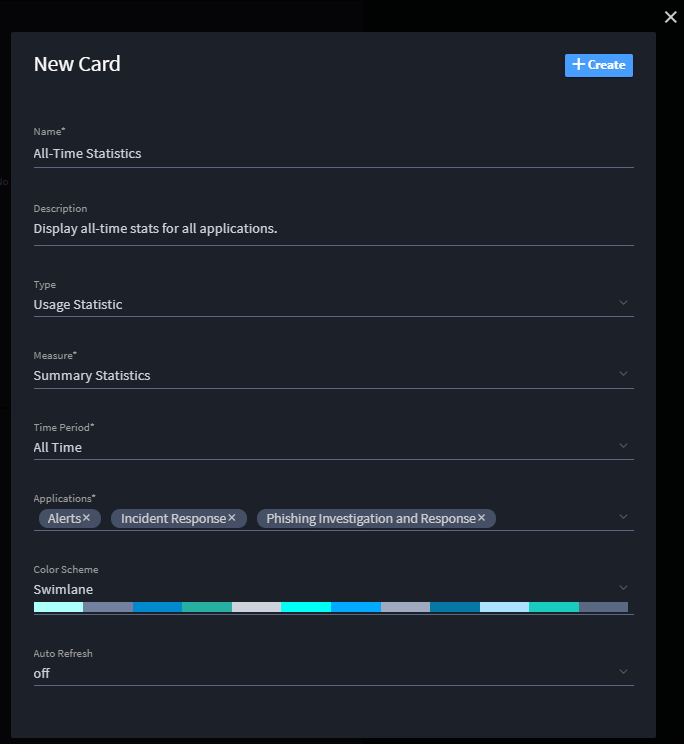 New Card
+ Create
Name*
All-Time Statistics
Description
Display all-time stats for all applications.
Type
Usage Statistic
Measure*
Summary Statistics
Time Period*
All Time
Applications*
Alerts× Incident Response× Phishing Investigation and Response×
Color Scheme
Swimlane
Auto Refresh
off